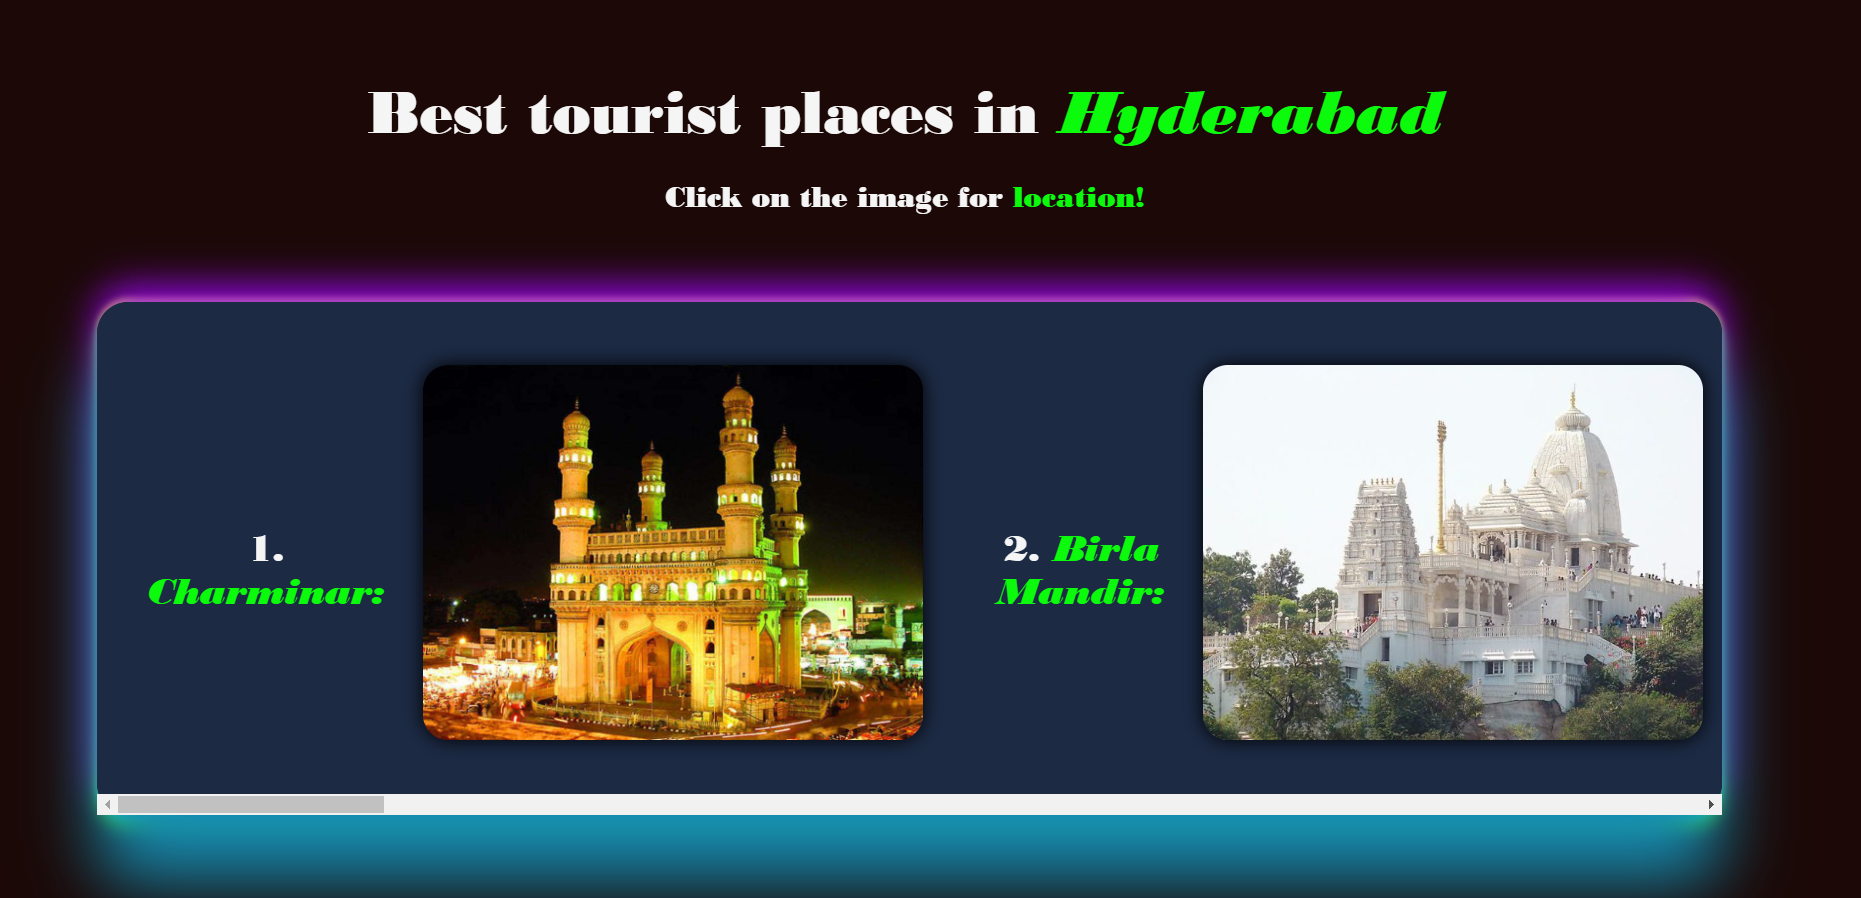 Best tourist places in Hyderabad
Click on the image for location!
1.
Charminar:
2. Birla
Mandir: